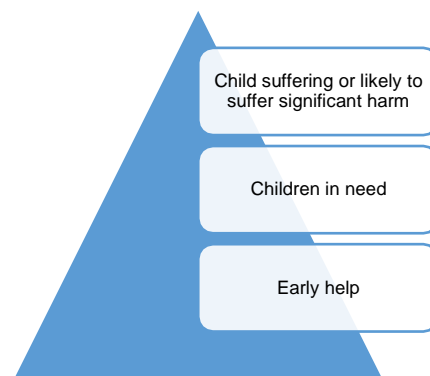 Child suffering or likely to
suffer significant harm
Children in need
Early help